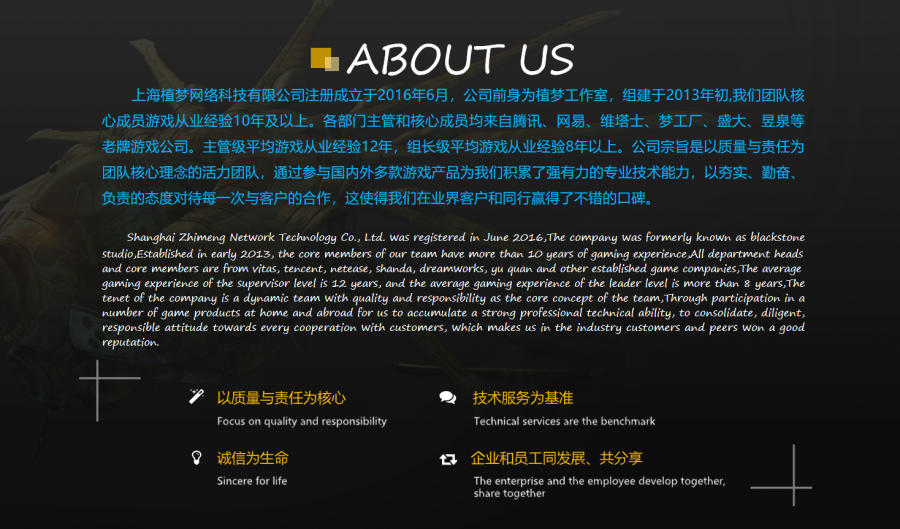 ABOUT US
上海植梦网络科技有限公司注册成立于2016年6月，公司前身为植梦工作室，组建于2013年初,我们团队核
心成员游戏从业经验10年及以上。各部门主管和核心成员均来自腾讯、网易、维塔士、梦工厂、盛大、昱泉等
老牌游戏公司。主管级平均游戏从业经验12年，组长级平均游戏从业经验8年以上。公司宗旨是以质量与责任为
团队核心理念的活力团队，通过参与国内外多款游戏产品为我们积累了强有力的专业技术能力，以夯实、勤奋、
负责的态度对待每一次与客户的合作，这使得我们在业界客户和同行赢得了不错的口碑。
Shanghai Zhimeng Network Technology Co., Ltd. was registered in June 2016,The company was formerly known as blackstone
studio,Established in early 2013, the core members of our team have more than 10 years of gaming experience,All department heads
and core members are from vitas, tencent, netease, shanda, dreamworks, yu quan and other established game companies,The average
gaming experience of the supervisor level is 12 years, and the average gaming experience of the leader level is more than 8 years,The
tenet of the company is a dynamic team with quality and responsibility as the core concept of the team,Through participation in a
number of game products at home and abroad for us to accumulate a strong professional technical ability, to consolidate, diligent,
responsible attitude towards every cooperation with customers, which makes us in the industry customers and peers won a good
reputation.
以质量与责任为核心
Focus on quality and responsibility
技术服务为基准
Technical services are the benchmark
诚信为生命
Sincere for life
企业和员工同发展、共分享
The enterprise and the employee develop together,
share together